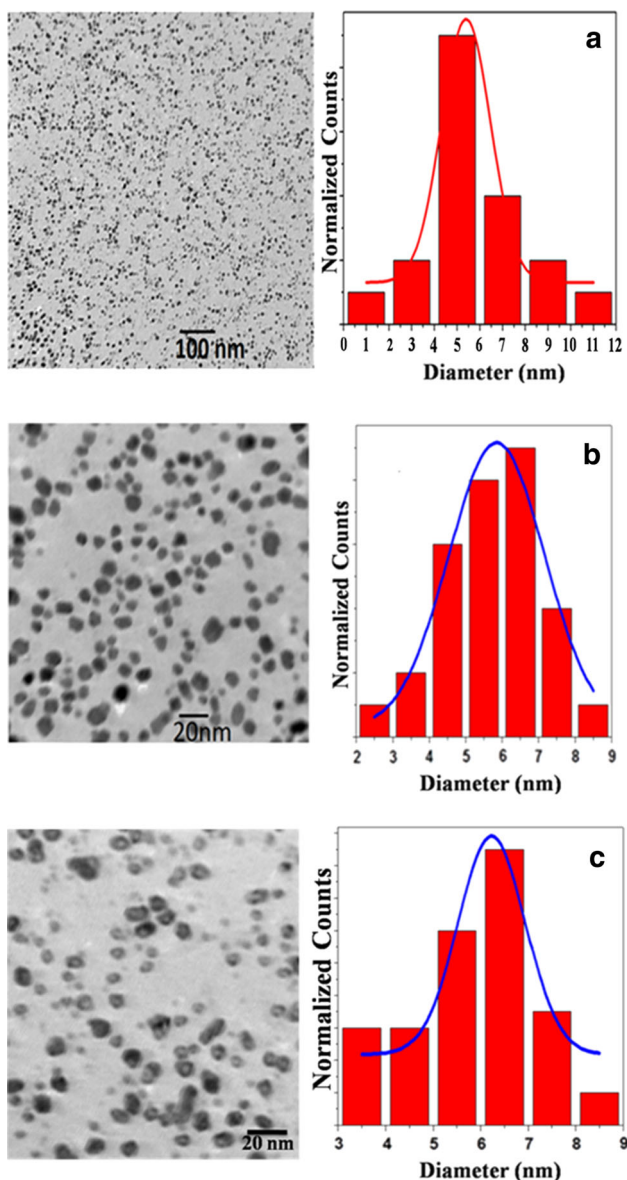 100 nm
a
Normalized Counts
0 1 2 3 4 5 6 7 8 9 10 11 12
Diameter (nm)
20nm
b
Normalized Counts
2 3 4 5 6 7 8 9
Diameter (nm)
20 nm
c
Normalized Counts
3 4 5 6 7 8 9
Diameter (nm)